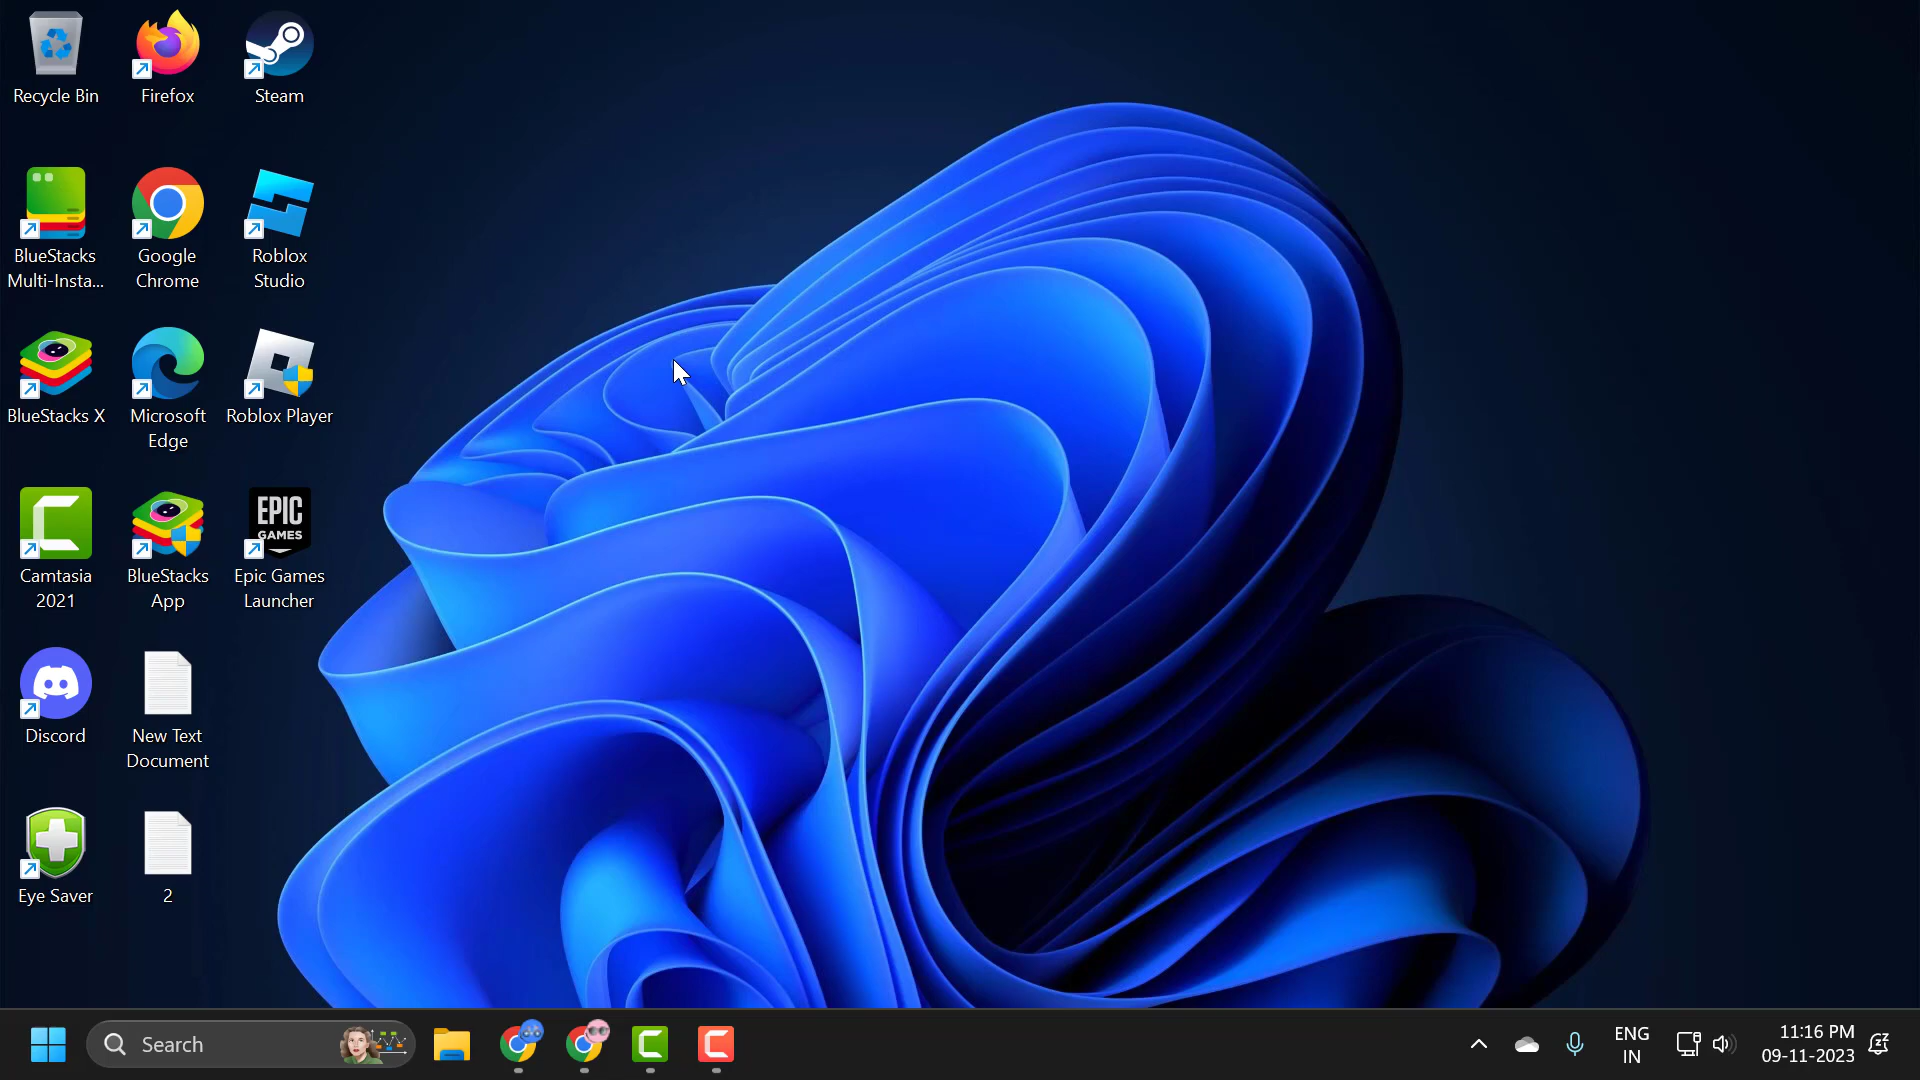 Recycle Bin
Firefox
Steam
BlueStacks
Multi-Insta...
Google
Chrome
Roblox
Studio
BlueStacks X
Microsoft
Edge
Roblox Player
EPIC
GAMES
Camtasia
2021
BlueStacks
App
Epic Games
Launcher
Discord
New Text
Document
Eye Saver
2
Search
ENG
IN
11:16 PM
09-11-2023